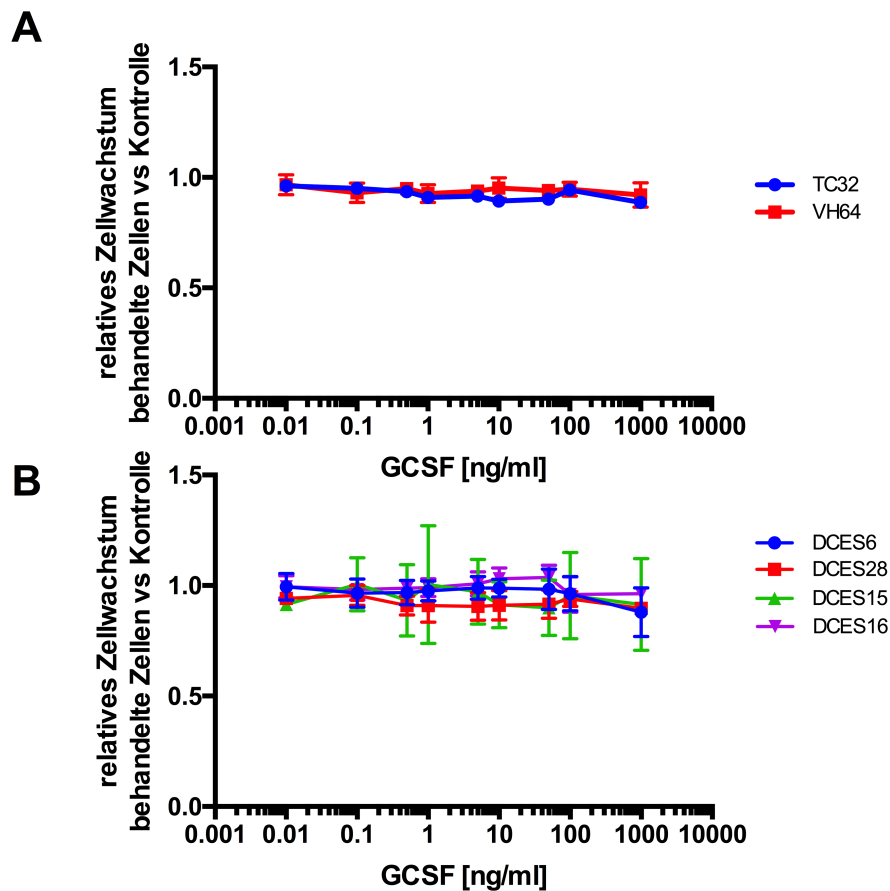 A
relatives Zellwachstum
behandelte Zellen vs Kontrolle
1.5
1.0
0.5
0.0
0.001 0.01 0.1 1 10 100 1000 10000
GCSF [ng/ml]
TC32
VH64
B
relatives Zellwachstum
behandelte Zellen vs Kontrolle
1.5
1.0
0.5
0.0
0.001 0.01 0.1 1 10 100 1000 10000
GCSF [ng/ml]
DCES6
DCES28
DCES15
DCES16